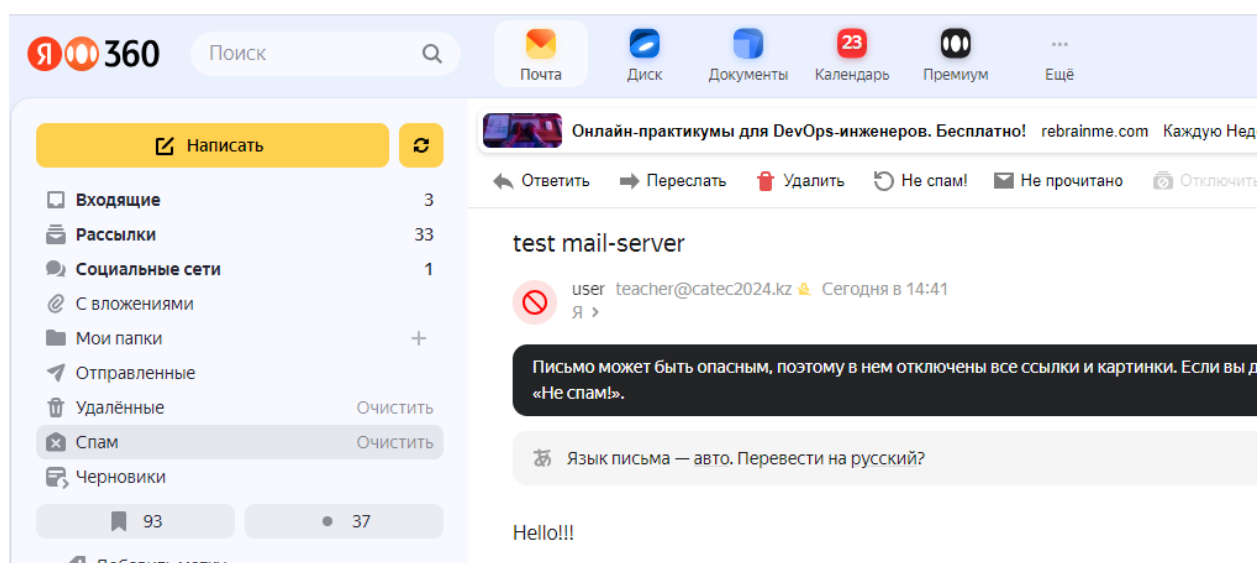 Я 360
Поиск
Почта
Диск
Документы
23
Календарь
Премиум
Ещё
Написать
Входящие 3
Рассылки 33
Социальные сети 1
С вложениями
Мои папки
Отправленные
Удалённые Очистить
Спам Очистить
Черновики
93 37
Онлайн-практикумы для DevOps-инженеров. Бесплатно! rebrainme.com Каждую Нед
Ответить Переслать Удалить Не спам! Не прочитано Отключить
test mail-server
user teacher@catec2024.kz Сегодня в 14:41
Я
Письмо может быть опасным, поэтому в нем отключены все ссылки и картинки. Если вы д
«Не спам!».
あ Язык письма — авто. Перевести на русский?
Hello!!!